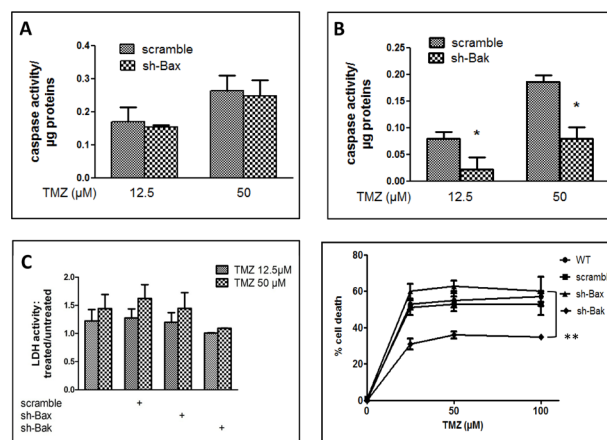 A
scramble
sh-Bax
caspase activity/
µg proteins
0.4
0.3
0.2
0.1
0.0
TMZ (µM)
12.5
50
B
scramble
sh-Bak
caspase activity/
µg proteins
0.20
0.15
0.10
0.05
0.00
*
*
TMZ (µM)
12.5
50
C
TMZ 12.5µM
TMZ 50 µM
LDH activity:
treated/untreated
2.0
1.5
1.0
0.5
0.0
scramble +
sh-Bax +
sh-Bak +
WT
scramble
sh-Bax
sh-Bak
% cell death
80
60
40
20
0
**
0 50 100
TMZ (µM)